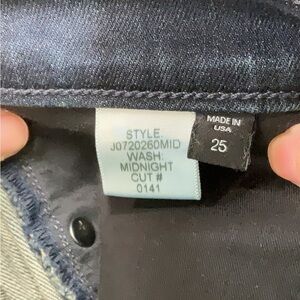 STYLE:
J0720260MID
WASH:
MIDNIGHT
CUT #
0141
MADE IN
USA
25